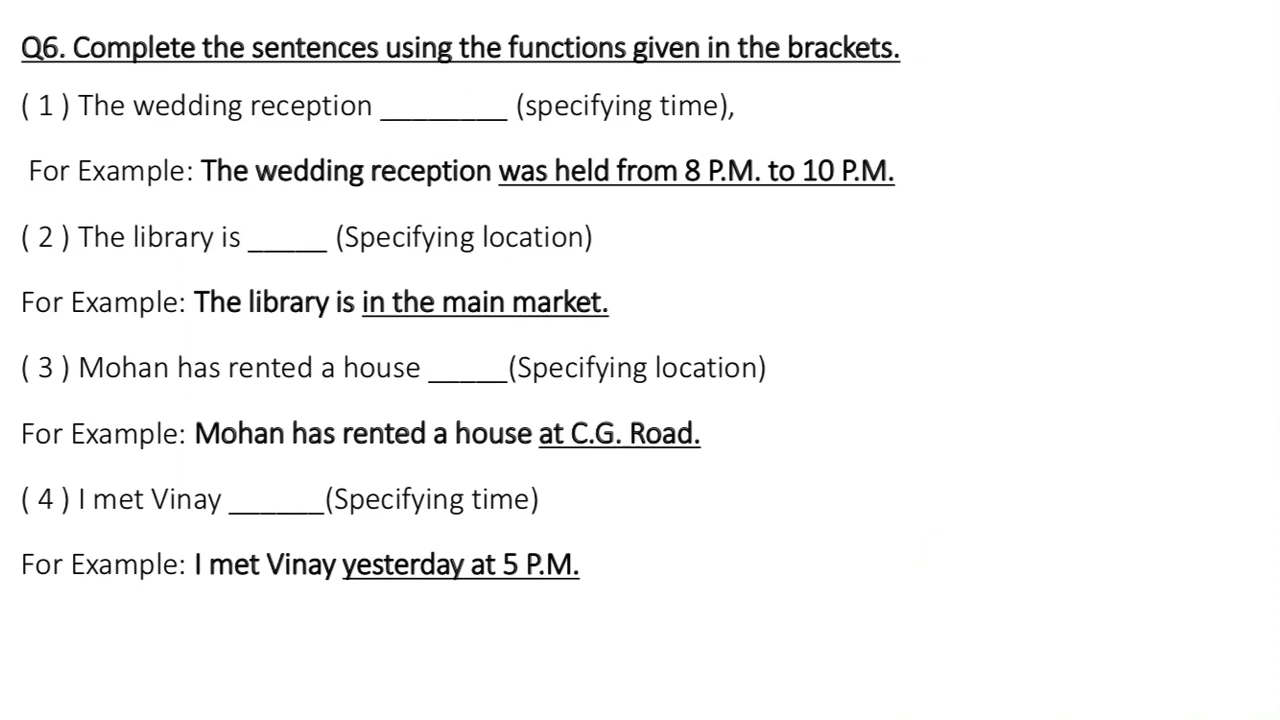 Q6. Complete the sentences using the functions given in the brackets.
( 1 ) The wedding reception ________ (specifying time),
For Example: The wedding reception was held from 8 P.M. to 10 P.M.
( 2 ) The library is _____ (Specifying location)
For Example: The library is in the main market.
( 3 ) Mohan has rented a house _____(Specifying location)
For Example: Mohan has rented a house at C.G. Road.
( 4 ) I met Vinay ______(Specifying time)
For Example: I met Vinay yesterday at 5 P.M.